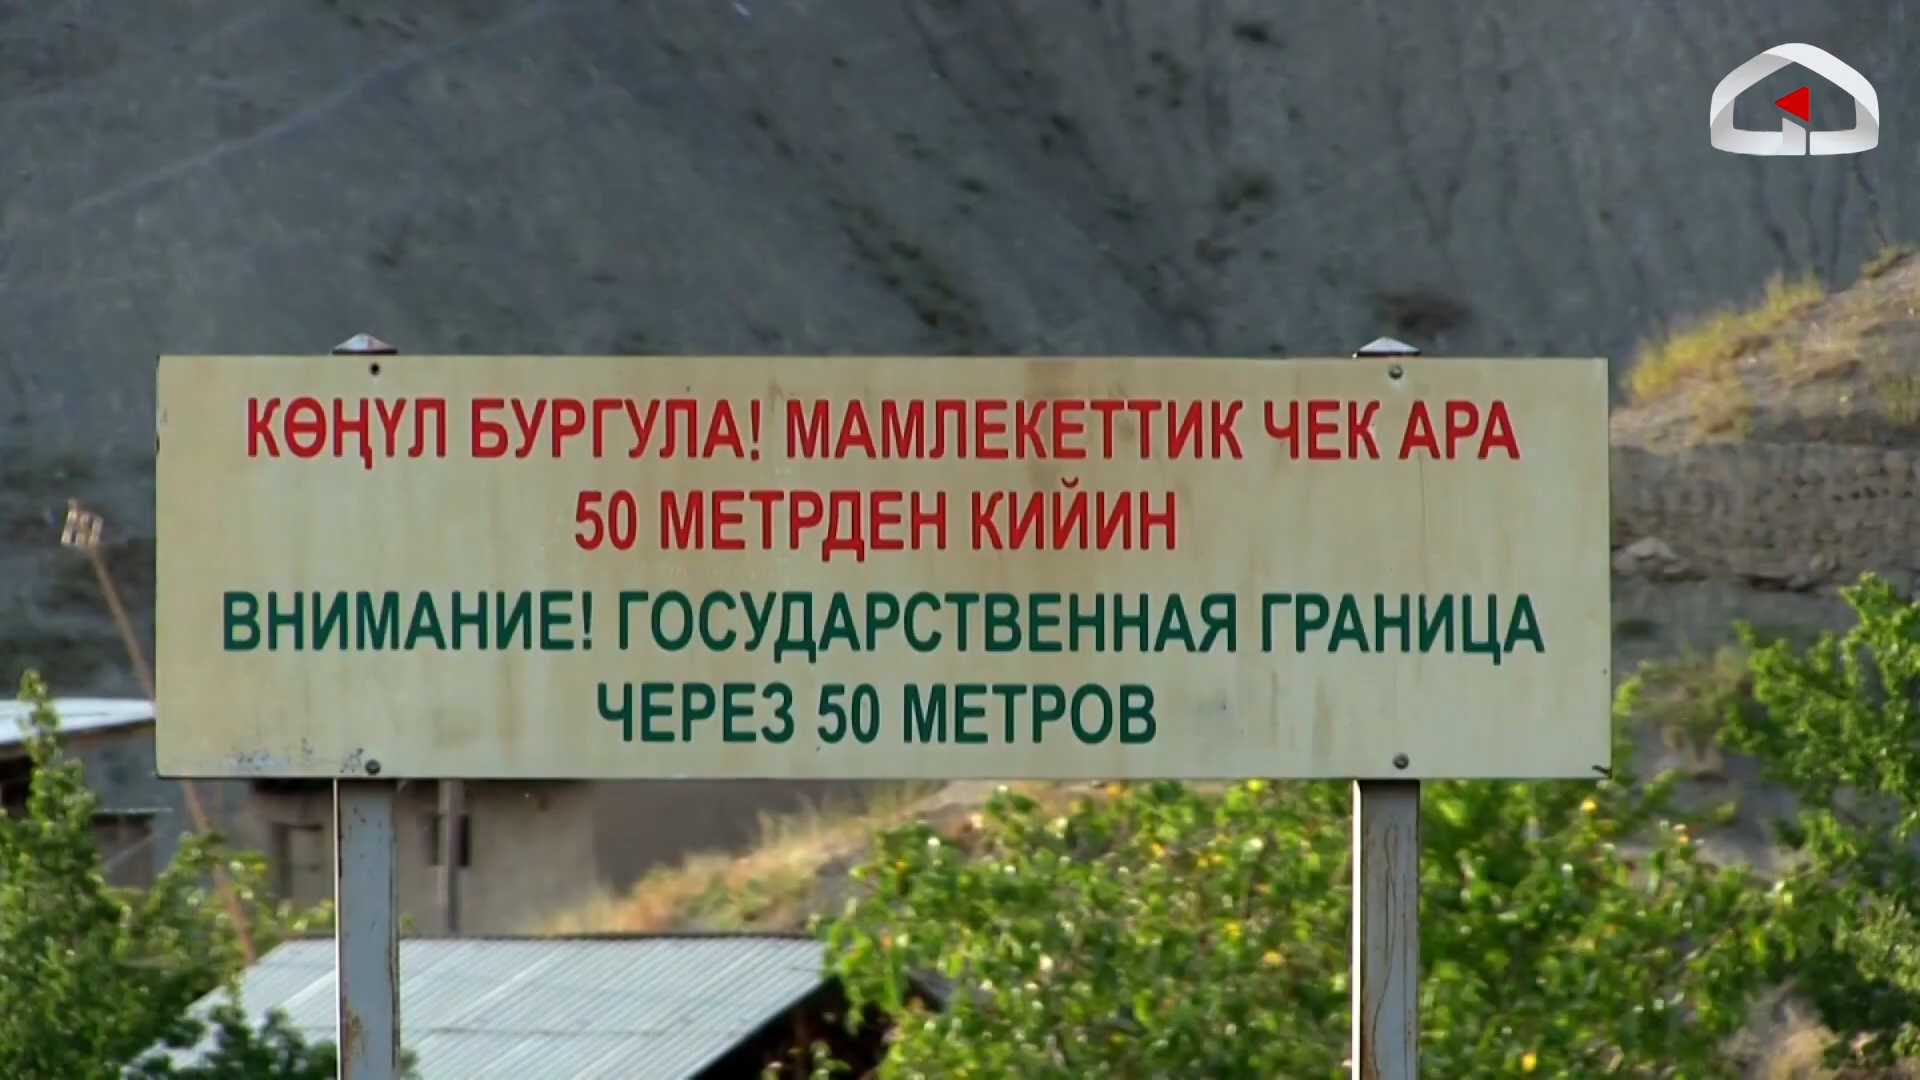 КӨҢҮЛ БУРГУЛА! МАМЛЕКЕТТИК ЧЕК АРА
50 МЕТРДЕН КИЙИН
ВНИМАНИЕ! ГОСУДАРСТВЕННАЯ ГРАНИЦА
ЧЕРЕЗ 50 МЕТРОВ